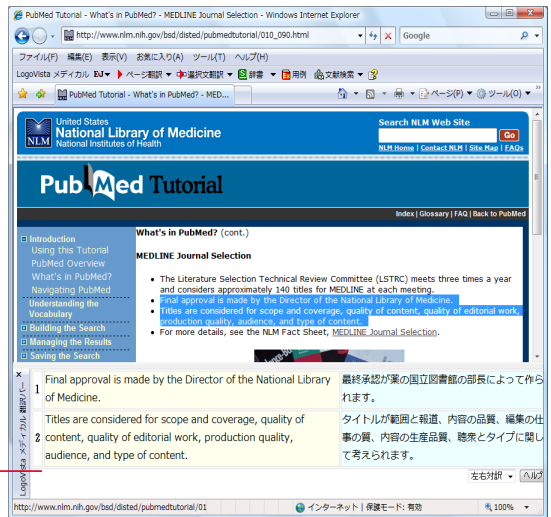 PubMed Tutorial - What's in PubMed? - MEDLINE Journal Selection - Windows Internet Explorer
http://www.nlm.nih.gov/bsd/disted/pubmedtutorial/010_090.html
Google
ファイル(F) 編集(E) 表示(V) お気に入り(A) ツール(T) ヘルプ(H)
LogoVista メディカル EJ ページ翻訳 選択文翻訳 辞書 用例 文献検索
PubMed Tutorial - What's in PubMed? - MED... ページ(P) ツール(O)
United States
National Library of Medicine
National Institutes of Health
NLM
Search NLM Web Site
Go
NLM Home | Contact NLM | Site Map | FAQs
PubMed Tutorial
Index | Glossary | FAQ | Back to PubMed
Introduction
Using this Tutorial
PubMed Overview
What's in PubMed?
Navigating PubMed
Understanding the
Vocabulary
Building the Search
Managing the Results
Saving the Search
What's in PubMed? (cont.)
MEDLINE Journal Selection
The Literature Selection Technical Review Committee (LSTRC) meets three times a year
and considers approximately 140 titles for MEDLINE at each meeting.
Final approval is made by the Director of the National Library of Medicine.
Titles are considered for scope and coverage, quality of content, quality of editorial work,
production quality, audience, and type of content.
For more details, see the NLM Fact Sheet, MEDLINE Journal Selection.
LogoVista メディカル 翻訳バー
1 Final approval is made by the Director of the National Library
of Medicine.
最終承認が薬の国立図書館の部長によって作ら
れます。
2 Titles are considered for scope and coverage, quality of
content, quality of editorial work, production quality,
audience, and type of content.
タイトルが範囲と報道、内容の品質、編集の仕
事の質、内容の生産品質、聴衆とタイプに関し
て考えられます。
左右対訳 ヘルプ
http://www.nlm.nih.gov/bsd/disted/pubmedtutorial/01 インターネット | 保護モード: 有効 100%